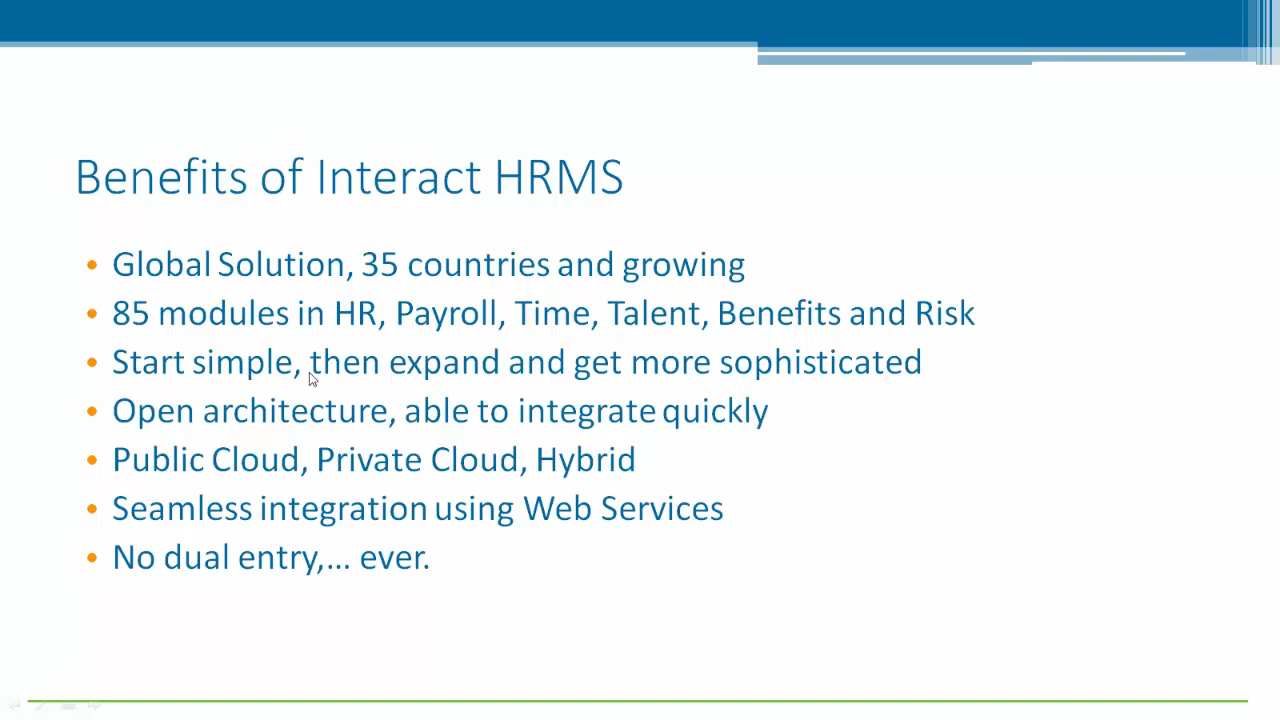 Benefits of Interact HRMS
• Global Solution, 35 countries and growing
• 85 modules in HR, Payroll, Time, Talent, Benefits and Risk
• Start simple, then expand and get more sophisticated
• Open architecture, able to integrate quickly
• Public Cloud, Private Cloud, Hybrid
• Seamless integration using Web Services
• No dual entry,... ever.